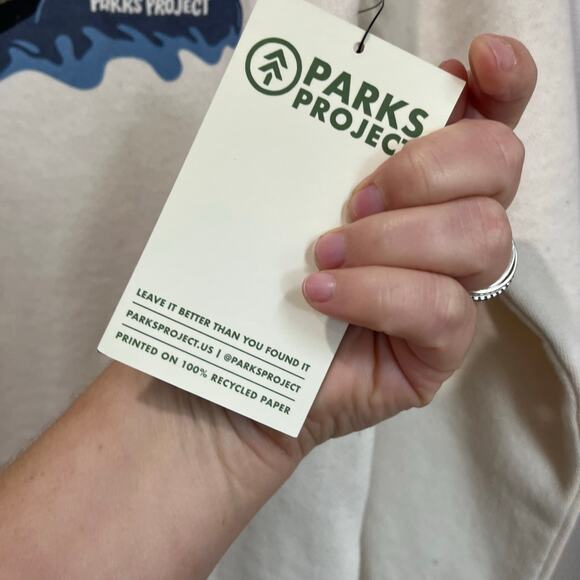 PARKS PROJECT
PARKS
PROJECT
LEAVE IT BETTER THAN YOU FOUND IT
PARKSPROJECT.US | @PARKSPROJECT
PRINTED ON 100% RECYCLED PAPER